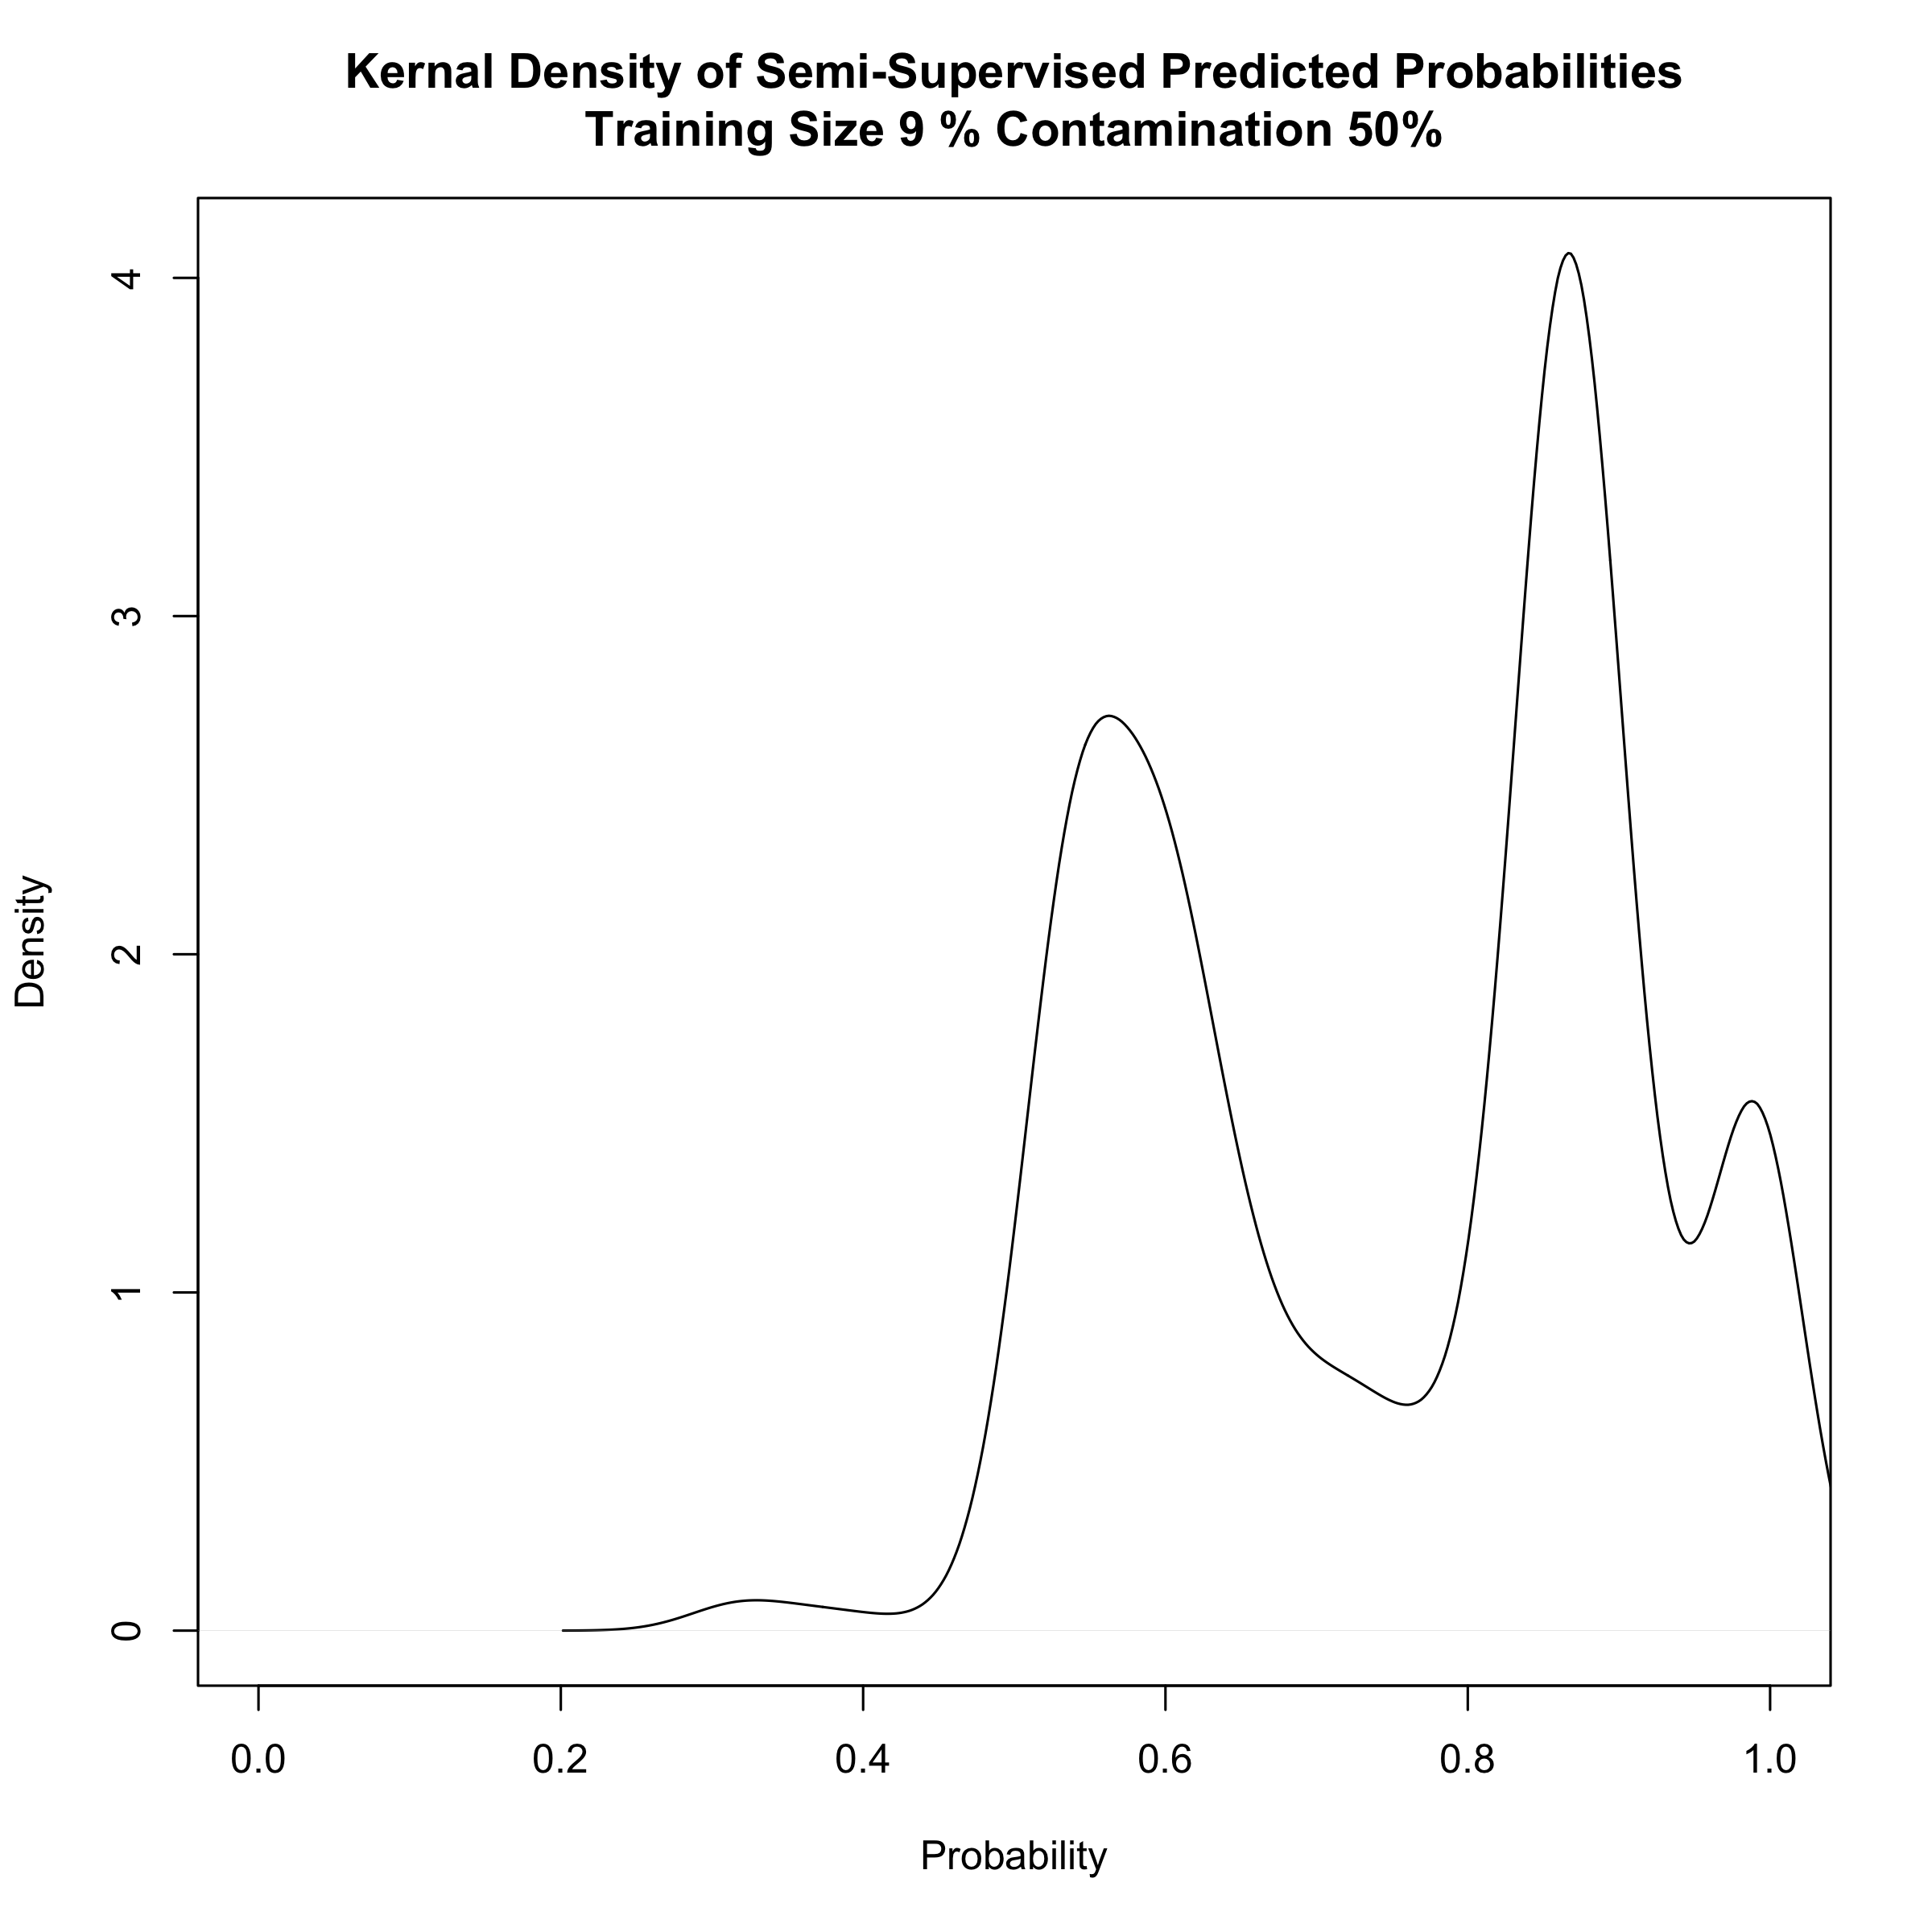 Kernal Density of Semi-Supervised Predicted Probabilities
Training Size 9 % Contamination 50%
4
3
2
1
0
Density
0.0 0.2 0.4 0.6 0.8 1.0
Probability